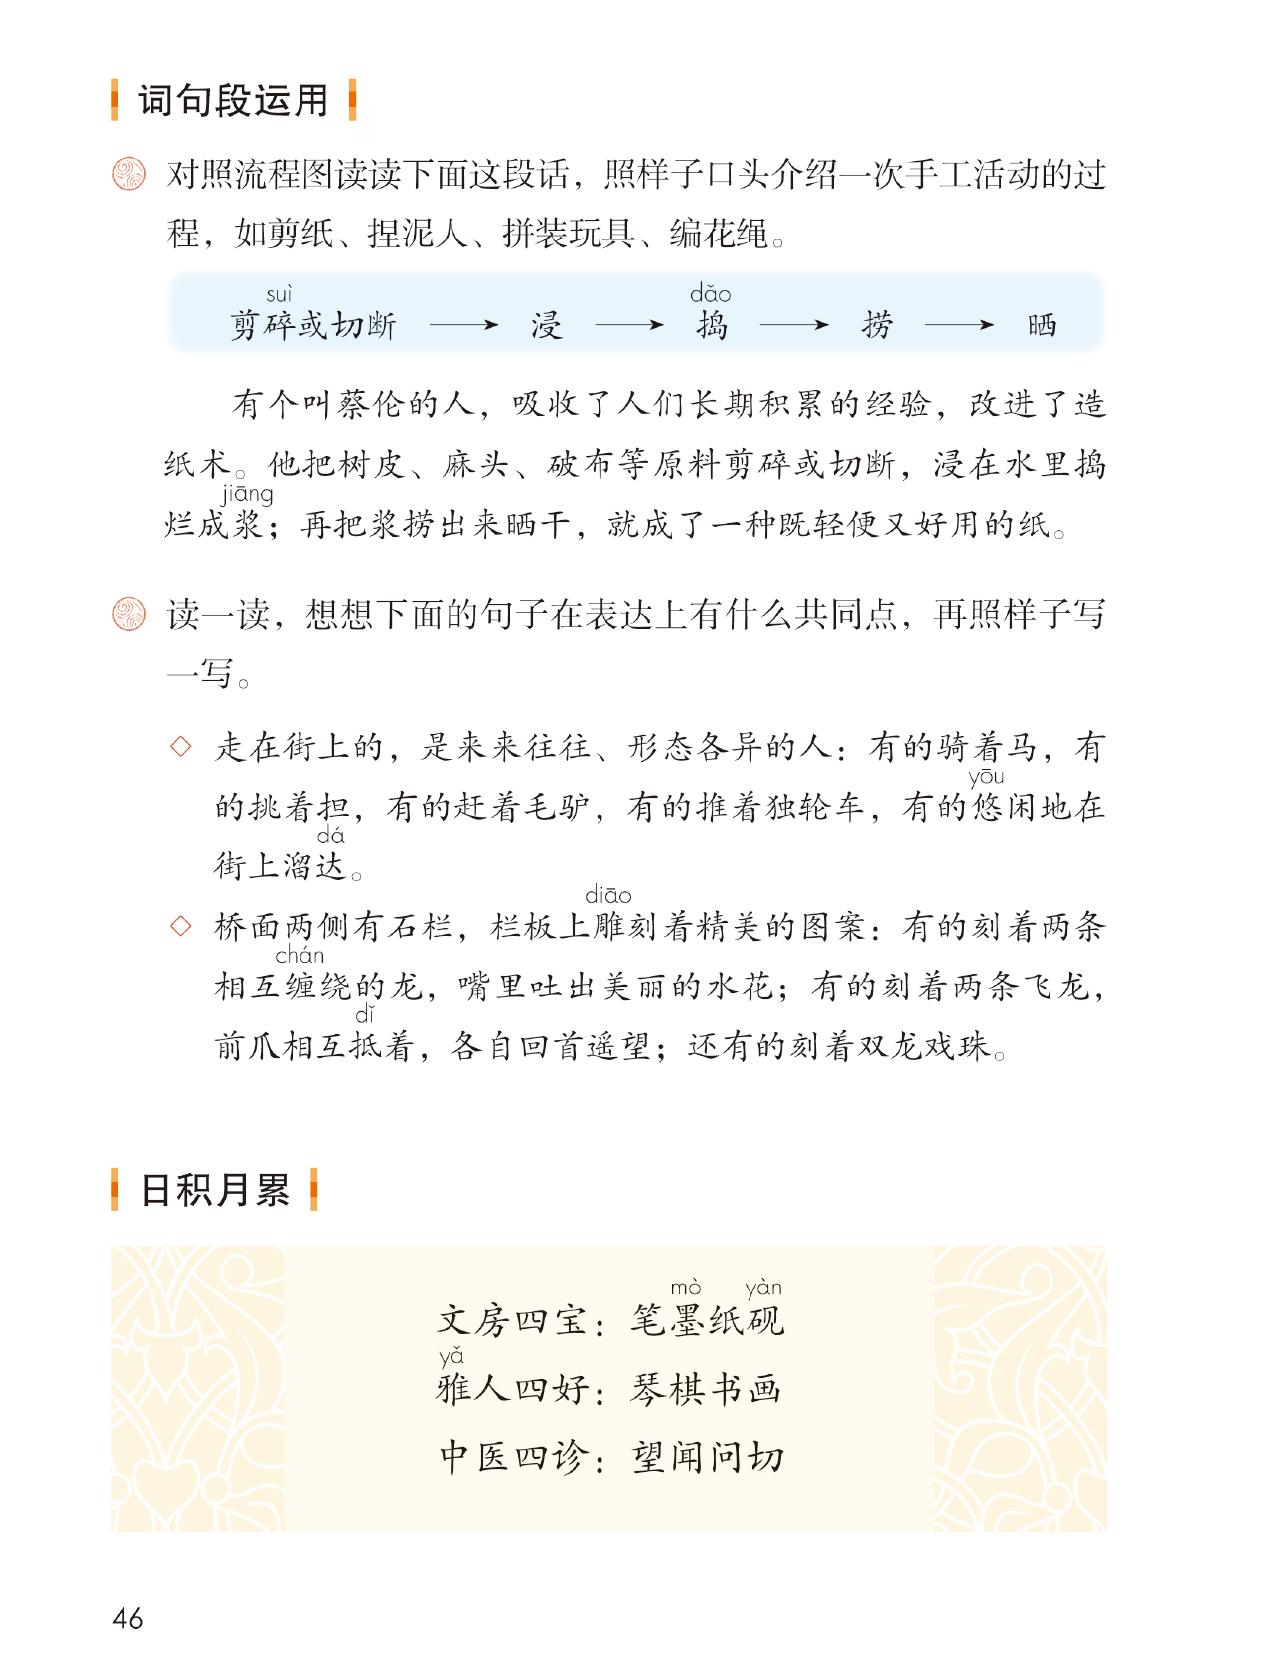 词句段运用
对照流程图读读下面这段话，照样子口头介绍一次手工活动的过
程，如剪纸、捏泥人、拼装玩具、编花绳。
suì dǎo
剪碎或切断 → 浸 → 捣 → 捞 → 晒
有个叫蔡伦的人，吸收了人们长期积累的经验，改进了造
纸术。他把树皮、麻头、破布等原料剪碎或切断，浸在水里捣
jiāng
烂成浆；再把浆捞出来晒干，就成了一种既轻便又好用的纸。
读一读，想想下面的句子在表达上有什么共同点，再照样子写
一写。
◇ 走在街上的，是来来往往、形态各异的人：有的骑着马，有
yōu
的挑着担，有的赶着毛驴，有的推着独轮车，有的悠闲地在
dá
街上溜达。
diāo
◇ 桥面两侧有石栏，栏板上雕刻着精美的图案：有的刻着两条
chán
相互缠绕的龙，嘴里吐出美丽的水花；有的刻着两条飞龙，
dǐ
前爪相互抵着，各自回首遥望；还有的刻着双龙戏珠。
日积月累
mò yàn
文房四宝：笔墨纸砚
yǎ
雅人四好：琴棋书画
中医四诊：望闻问切
46